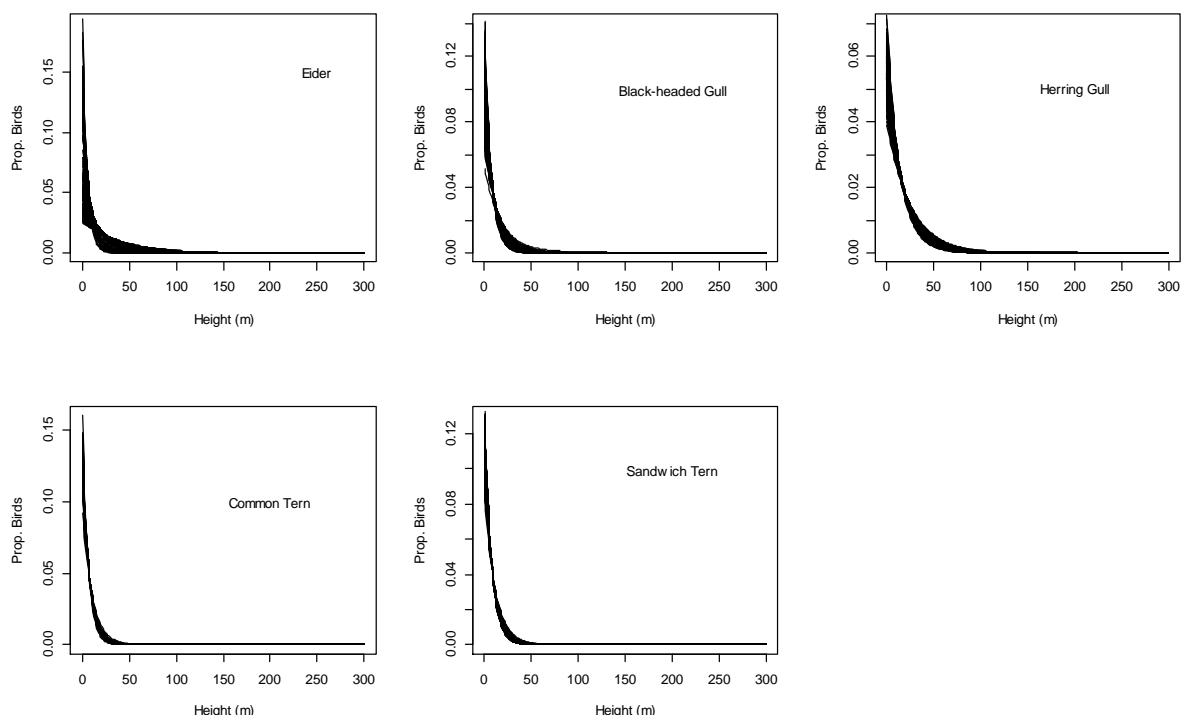 Eider
Prop. Birds
0.00 0.05 0.10 0.15
0 50 100 150 200 250 300
Height (m)
Black-headed Gull
Prop. Birds
0.00 0.04 0.08 0.12
0 50 100 150 200 250 300
Height (m)
Herring Gull
Prop. Birds
0.00 0.02 0.04 0.06
0 50 100 150 200 250 300
Height (m)
Common Tern
Prop. Birds
0.00 0.05 0.10 0.15
0 50 100 150 200 250 300
Height (m)
Sandwich Tern
Prop. Birds
0.00 0.04 0.08 0.12
0 50 100 150 200 250 300
Height (m)